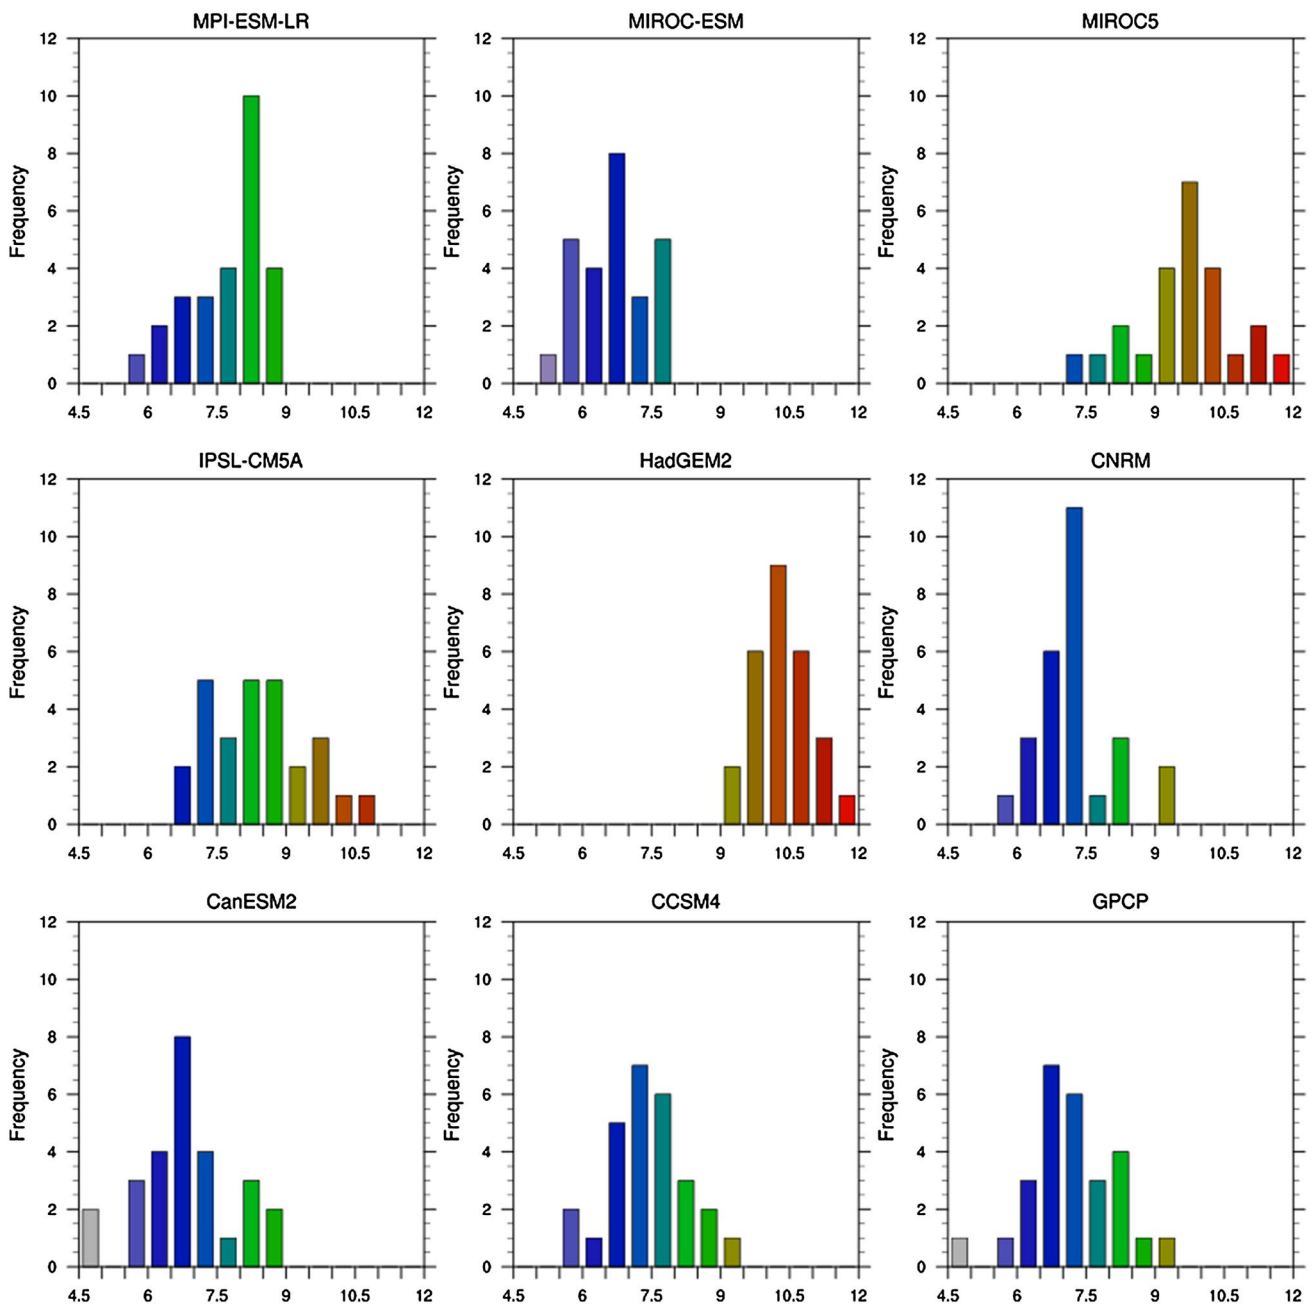 MPI-ESM-LR MIROC-ESM MIROC5
12 12 12
10 10 10
8 8 8
Frequency Frequency Frequency
6 6 6
4 4 4
2 2 2
0 0 0
4.5 6 7.5 9 10.5 12 4.5 6 7.5 9 10.5 12 4.5 6 7.5 9 10.5 12
IPSL-CM5A HadGEM2 CNRM
12 12 12
10 10 10
8 8 8
Frequency Frequency Frequency
6 6 6
4 4 4
2 2 2
0 0 0
4.5 6 7.5 9 10.5 12 4.5 6 7.5 9 10.5 12 4.5 6 7.5 9 10.5 12
CanESM2 CCSM4 GPCP
12 12 12
10 10 10
8 8 8
Frequency Frequency Frequency
6 6 6
4 4 4
2 2 2
0 0 0
4.5 6 7.5 9 10.5 12 4.5 6 7.5 9 10.5 12 4.5 6 7.5 9 10.5 12